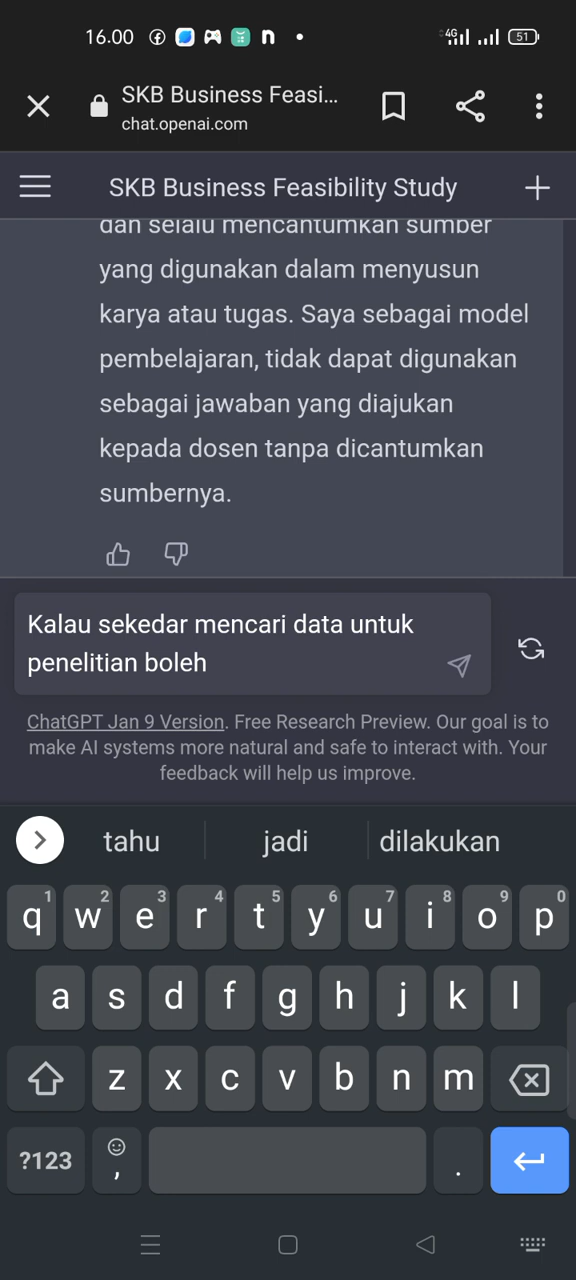 16.00
4G
51
SKB Business Feasi...
chat.openai.com
SKB Business Feasibility Study
dan selalu mencantumkan sumber
yang digunakan dalam menyusun
karya atau tugas. Saya sebagai model
pembelajaran, tidak dapat digunakan
sebagai jawaban yang diajukan
kepada dosen tanpa dicantumkan
sumbernya.
Kalau sekedar mencari data untuk
penelitian boleh
ChatGPT Jan 9 Version. Free Research Preview. Our goal is to
make AI systems more natural and safe to interact with. Your
feedback will help us improve.
tahu jadi dilakukan
1 2 3 4 5 6 7 8 9 0
q w e r t y u i o p
a s d f g h j k l
z x c v b n m
?123 , .